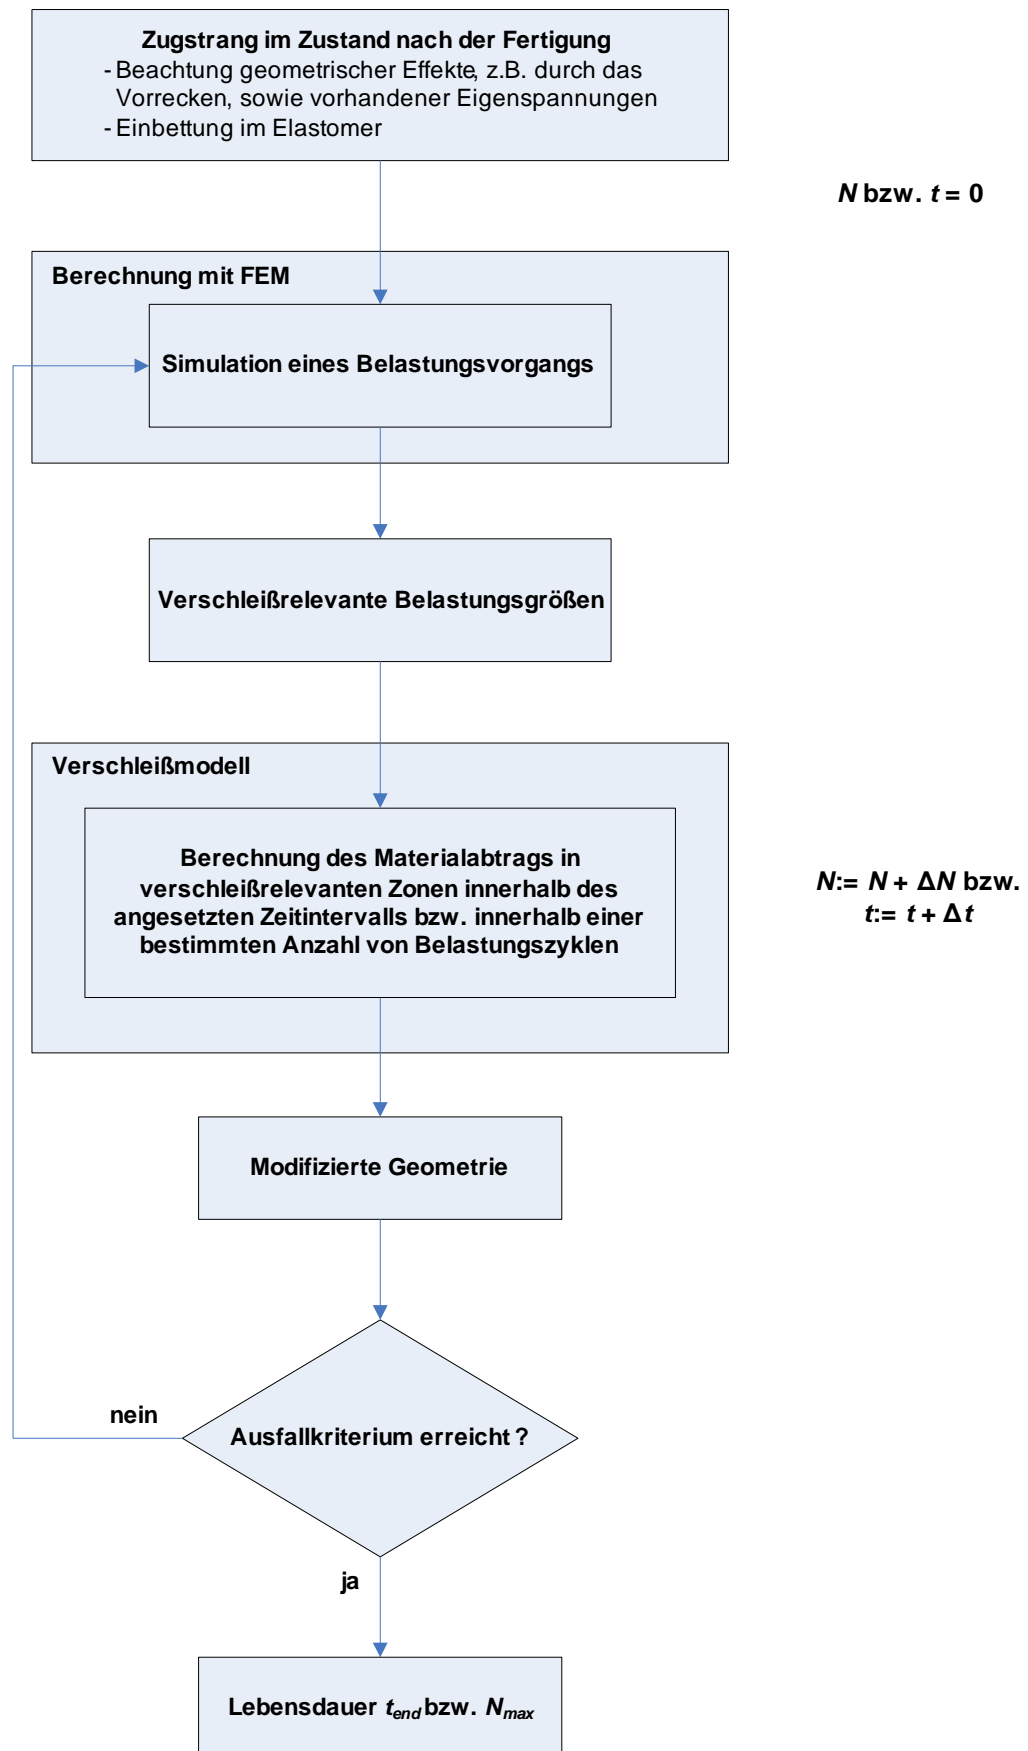 Zugstrang im Zustand nach der Fertigung
- Beachtung geometrischer Effekte, z.B. durch das
Vorrecken, sowie vorhandener Eigenspannungen
- Einbettung im Elastomer
N bzw. t = 0
Berechnung mit FEM
Simulation eines Belastungsvorgangs
Verschleißrelevante Belastungsgrößen
Verschleißmodell
Berechnung des Materialabtrags in
verschleißrelevanten Zonen innerhalb des
angesetzten Zeitintervalls bzw. innerhalb einer
bestimmten Anzahl von Belastungszyklen
N:= N + ΔN bzw.
t:= t + Δt
Modifizierte Geometrie
nein
Ausfallkriterium erreicht ?
ja
Lebensdauer t_end bzw. N_max